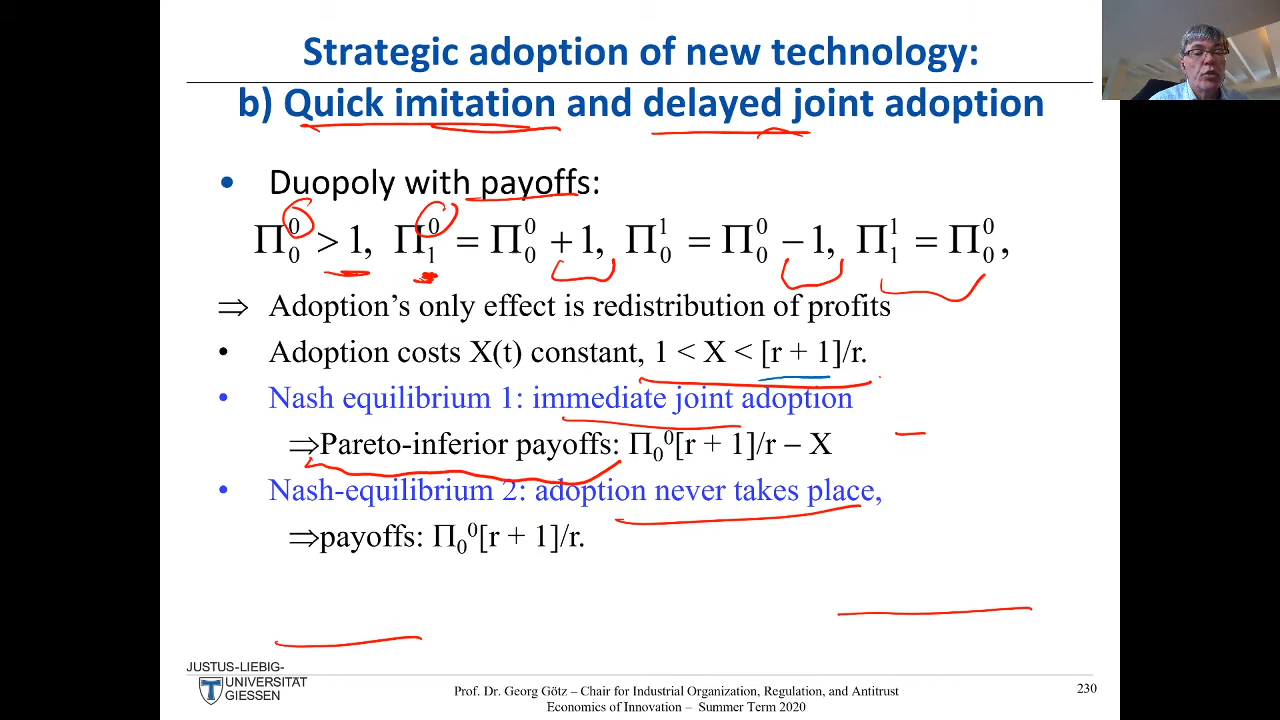 Strategic adoption of new technology:
b) Quick imitation and delayed joint adoption
• Duopoly with payoffs:
Π₀⁰ > 1, Π₁⁰ = Π₀⁰ + 1, Π₀¹ = Π₀⁰ − 1, Π₁¹ = Π₀⁰,
⇒ Adoption's only effect is redistribution of profits
• Adoption costs X(t) constant, 1 < X < [r + 1]/r.
• Nash equilibrium 1: immediate joint adoption
⇒Pareto-inferior payoffs: Π₀⁰[r + 1]/r – X
• Nash-equilibrium 2: adoption never takes place,
⇒payoffs: Π₀⁰[r + 1]/r.
JUSTUS-LIEBIG-
UNIVERSITÄT
GIESSEN
Prof. Dr. Georg Götz – Chair for Industrial Organization, Regulation, and Antitrust
Economics of Innovation – Summer Term 2020
230